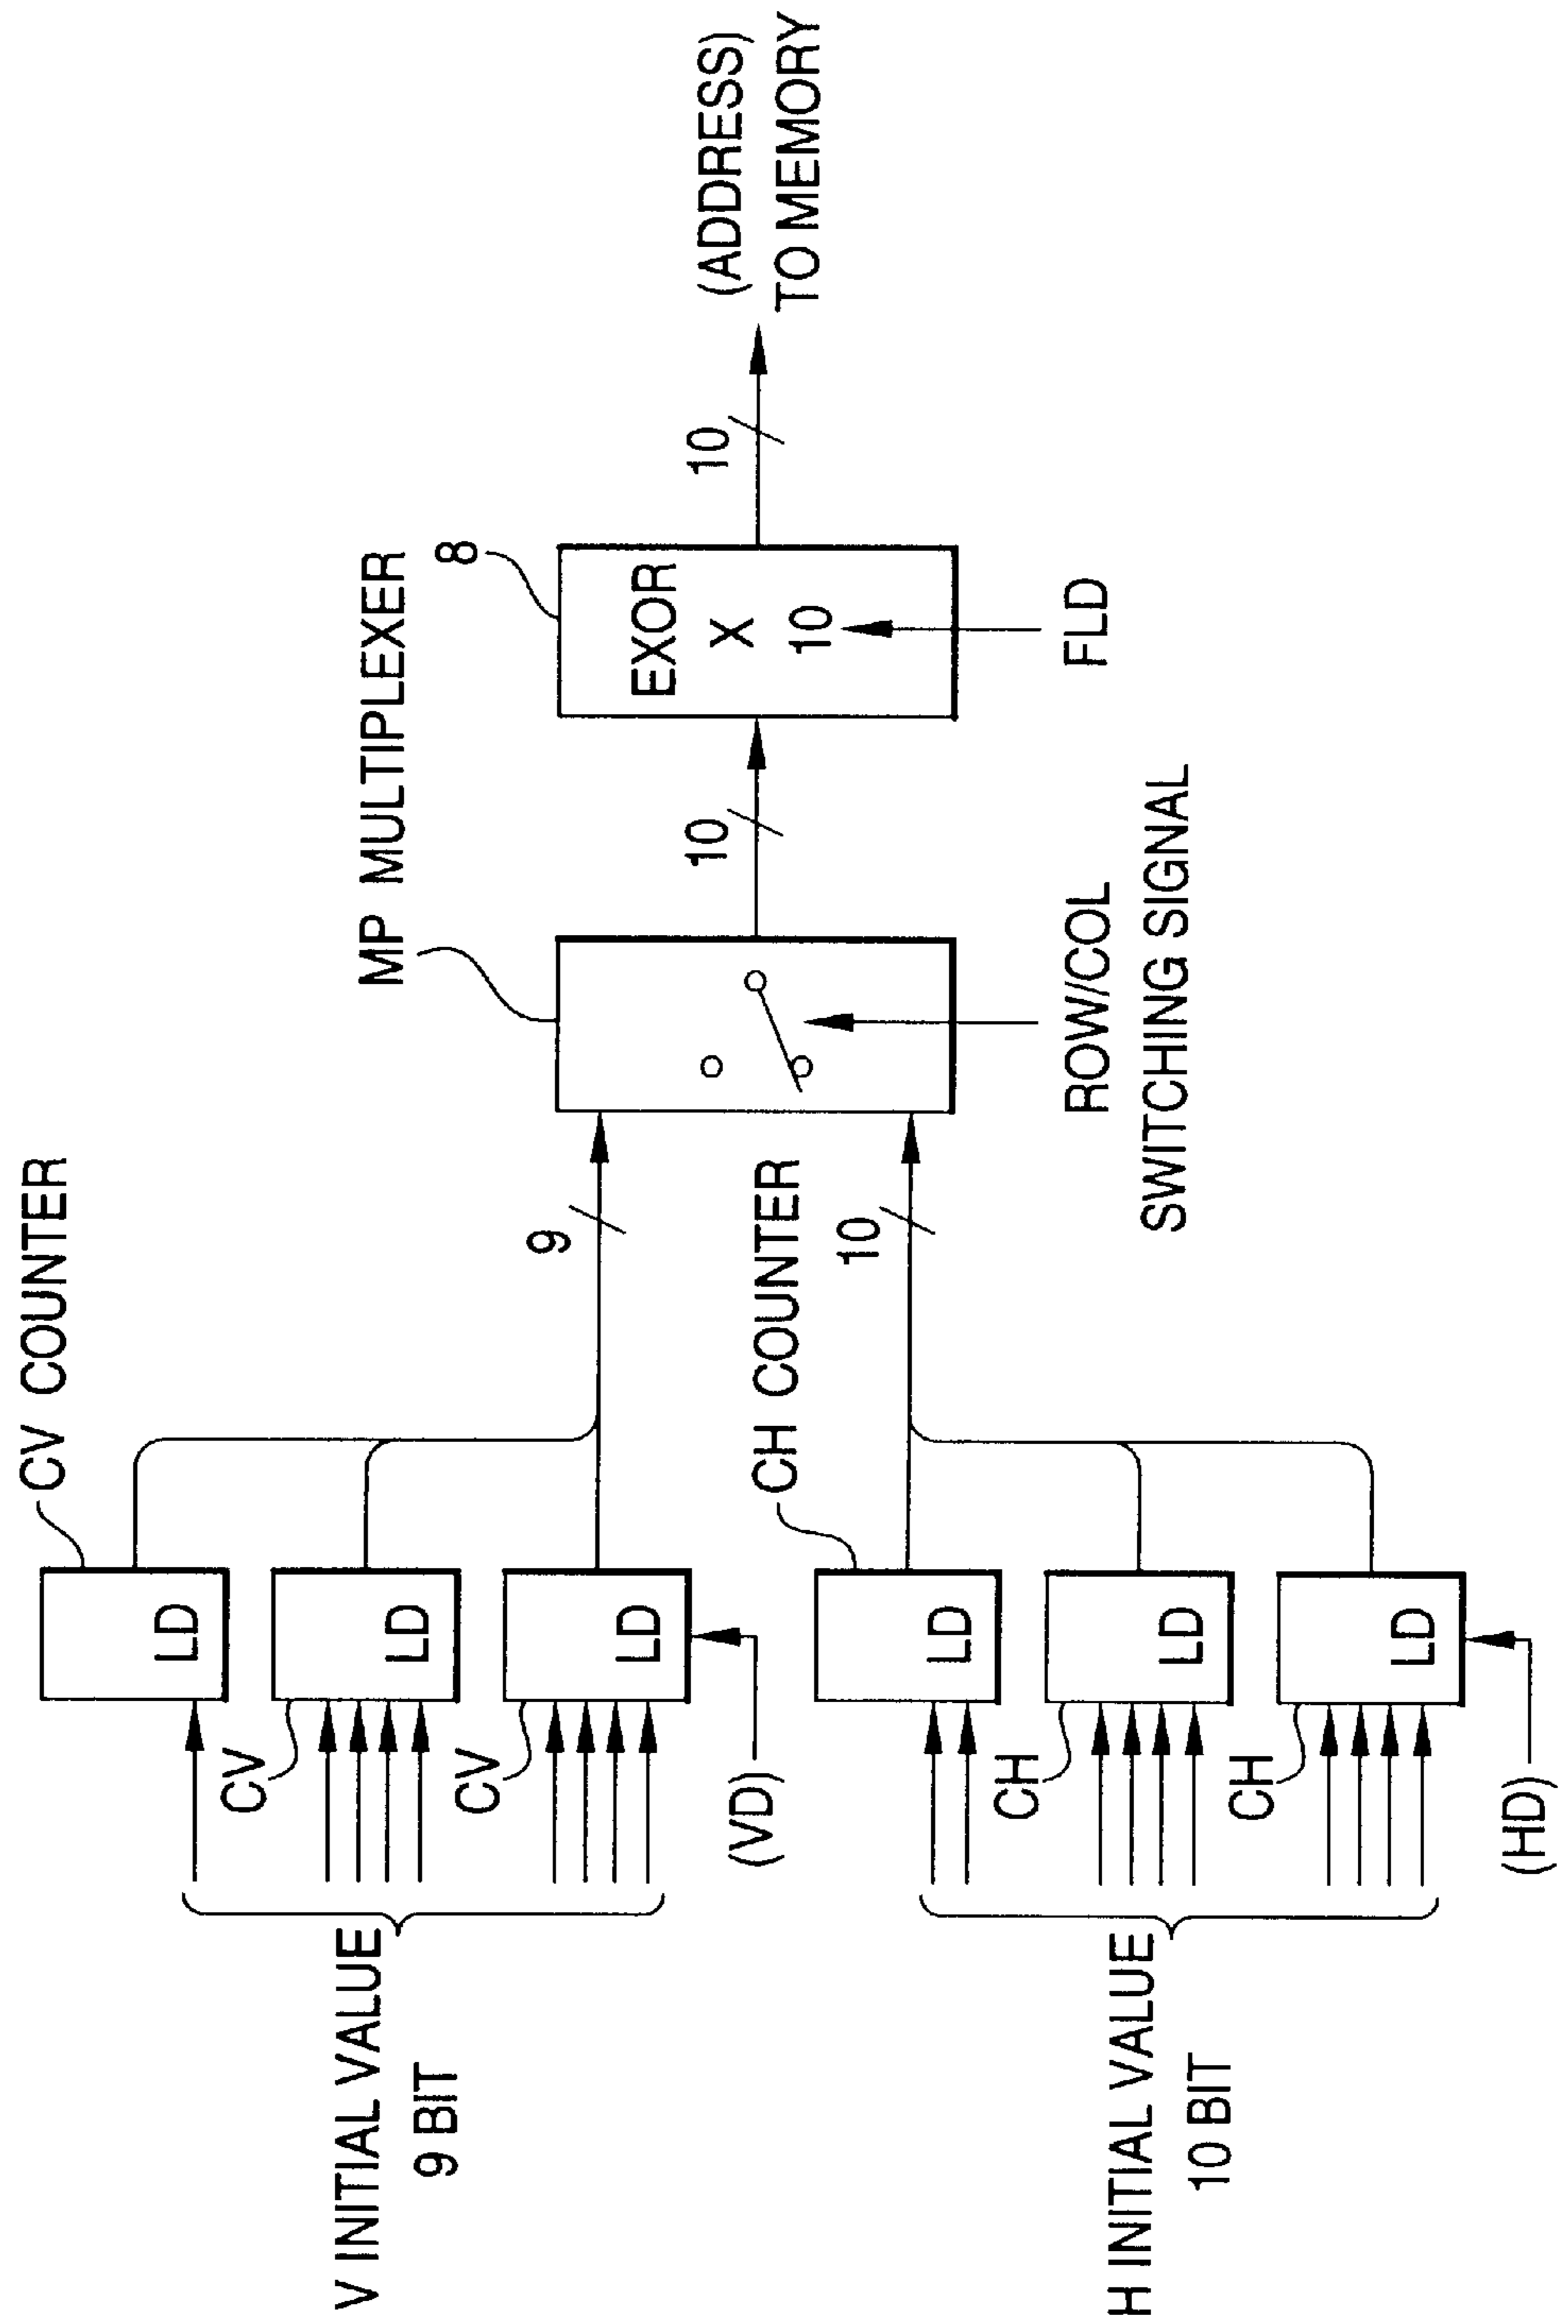 V INITIAL VALUE
9 BIT
CV COUNTER
LD
CV
LD
CV
LD
(VD)
9
H INITIAL VALUE
10 BIT
CH COUNTER
LD
CH
LD
CH
LD
(HD)
10
MP MULTIPLEXER
ROW/COL
SWITCHING SIGNAL
10
8
EXOR
X
10
FLD
10
(ADDRESS)
TO MEMORY